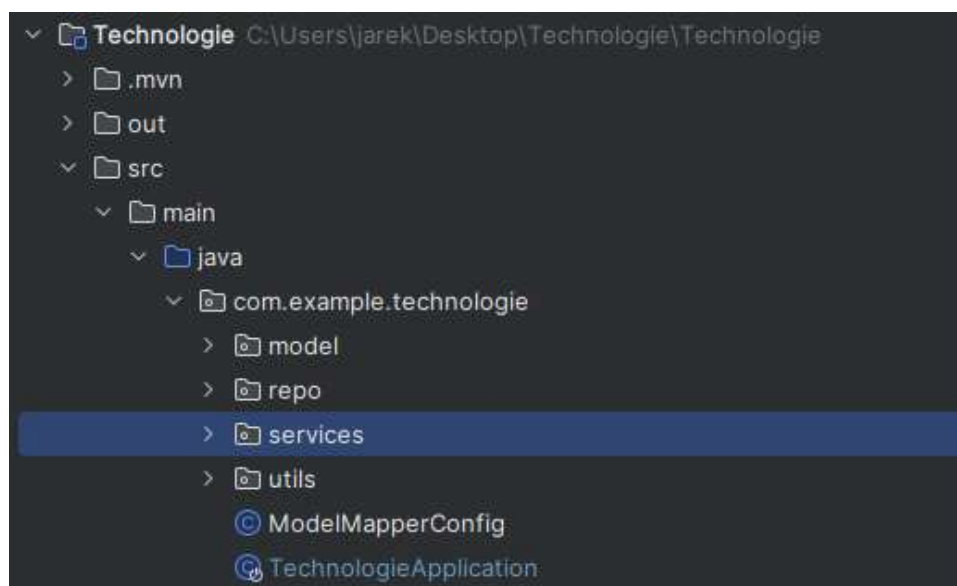 Technologie C:\Users\jarek\Desktop\Technologie\Technologie
.mvn
out
src
main
java
com.example.technologie
model
repo
services
utils
ModelMapperConfig
TechnologieApplication